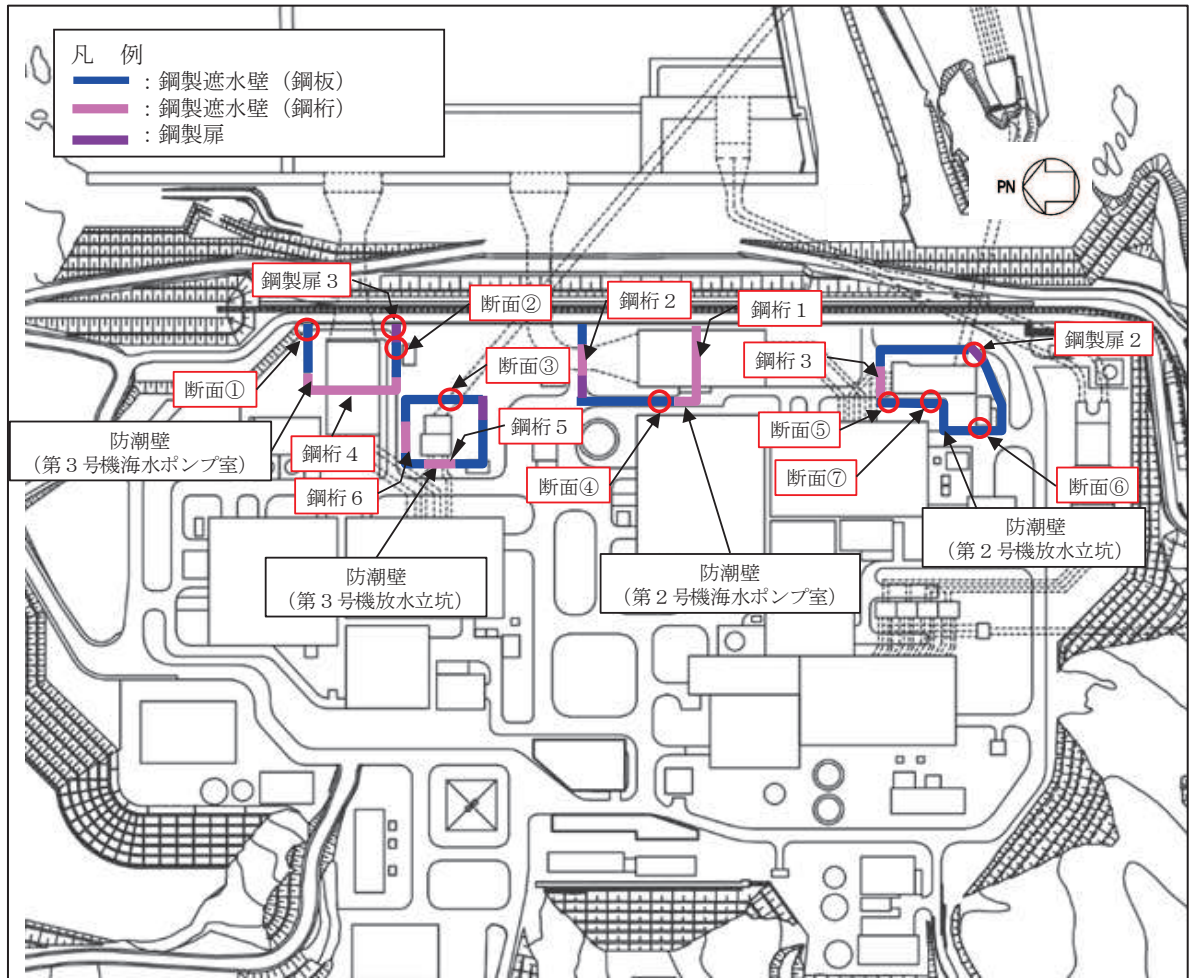 凡 例
：鋼製遮水壁（鋼板）
：鋼製遮水壁（鋼桁）
：鋼製扉
PN
鋼製扉３
断面②
鋼桁２
鋼桁１
断面①
断面③
鋼桁３
鋼製扉２
防潮壁
（第３号機海水ポンプ室）
鋼桁４
鋼桁５
断面⑤
断面⑦
断面④
断面⑥
鋼桁６
防潮壁
（第３号機放水立坑）
防潮壁
（第２号機海水ポンプ室）
防潮壁
（第２号機放水立坑）